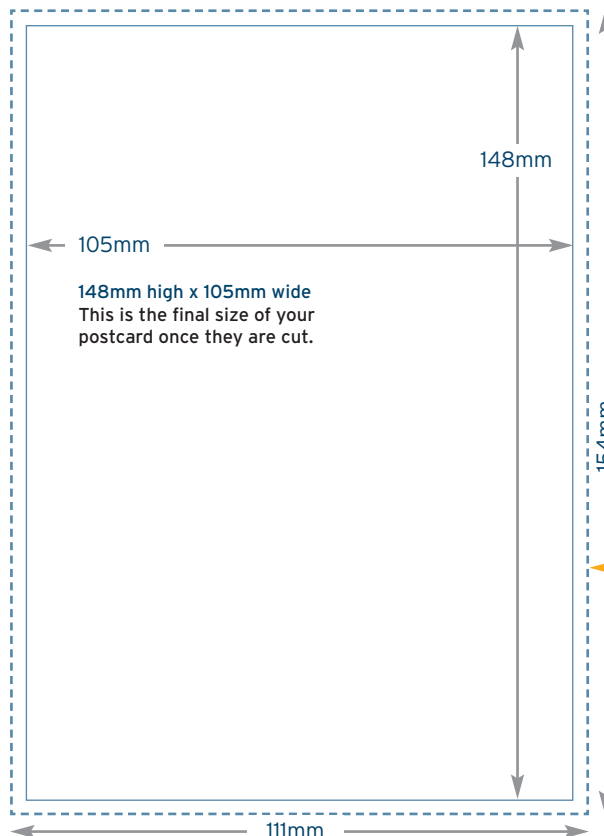 148mm
105mm
148mm high x 105mm wide
This is the final size of your
postcard once they are cut.
154mm
111mm